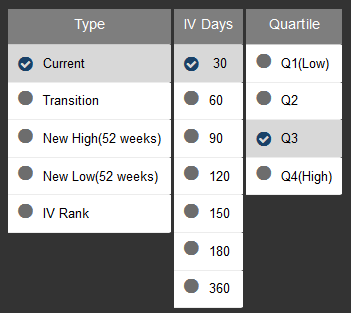 Type
Current
Transition
New High(52 weeks)
New Low(52 weeks)
IV Rank
IV Days
30
60
90
120
150
180
360
Quartile
Q1(Low)
Q2
Q3
Q4(High)